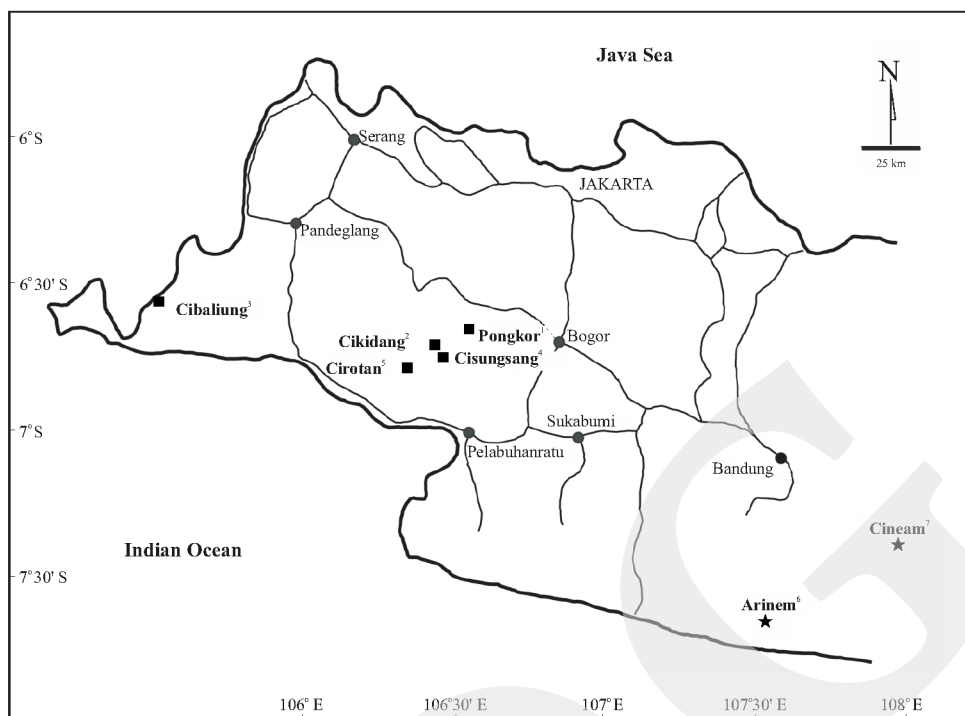 Java Sea
N
25 km
6°S
Serang
JAKARTA
Pandeglang
6°30' S
Cibaliung³
Pongkor¹
Cikidang²
Bogor
Cisungsang⁴
Cirotan⁵
7°S
Sukabumi
Pelabuhanratu
Bandung
Cineam⁷
Indian Ocean
7°30' S
Arinem⁶
106°E
106°30' E
107°E
107°30' E
108°E
G